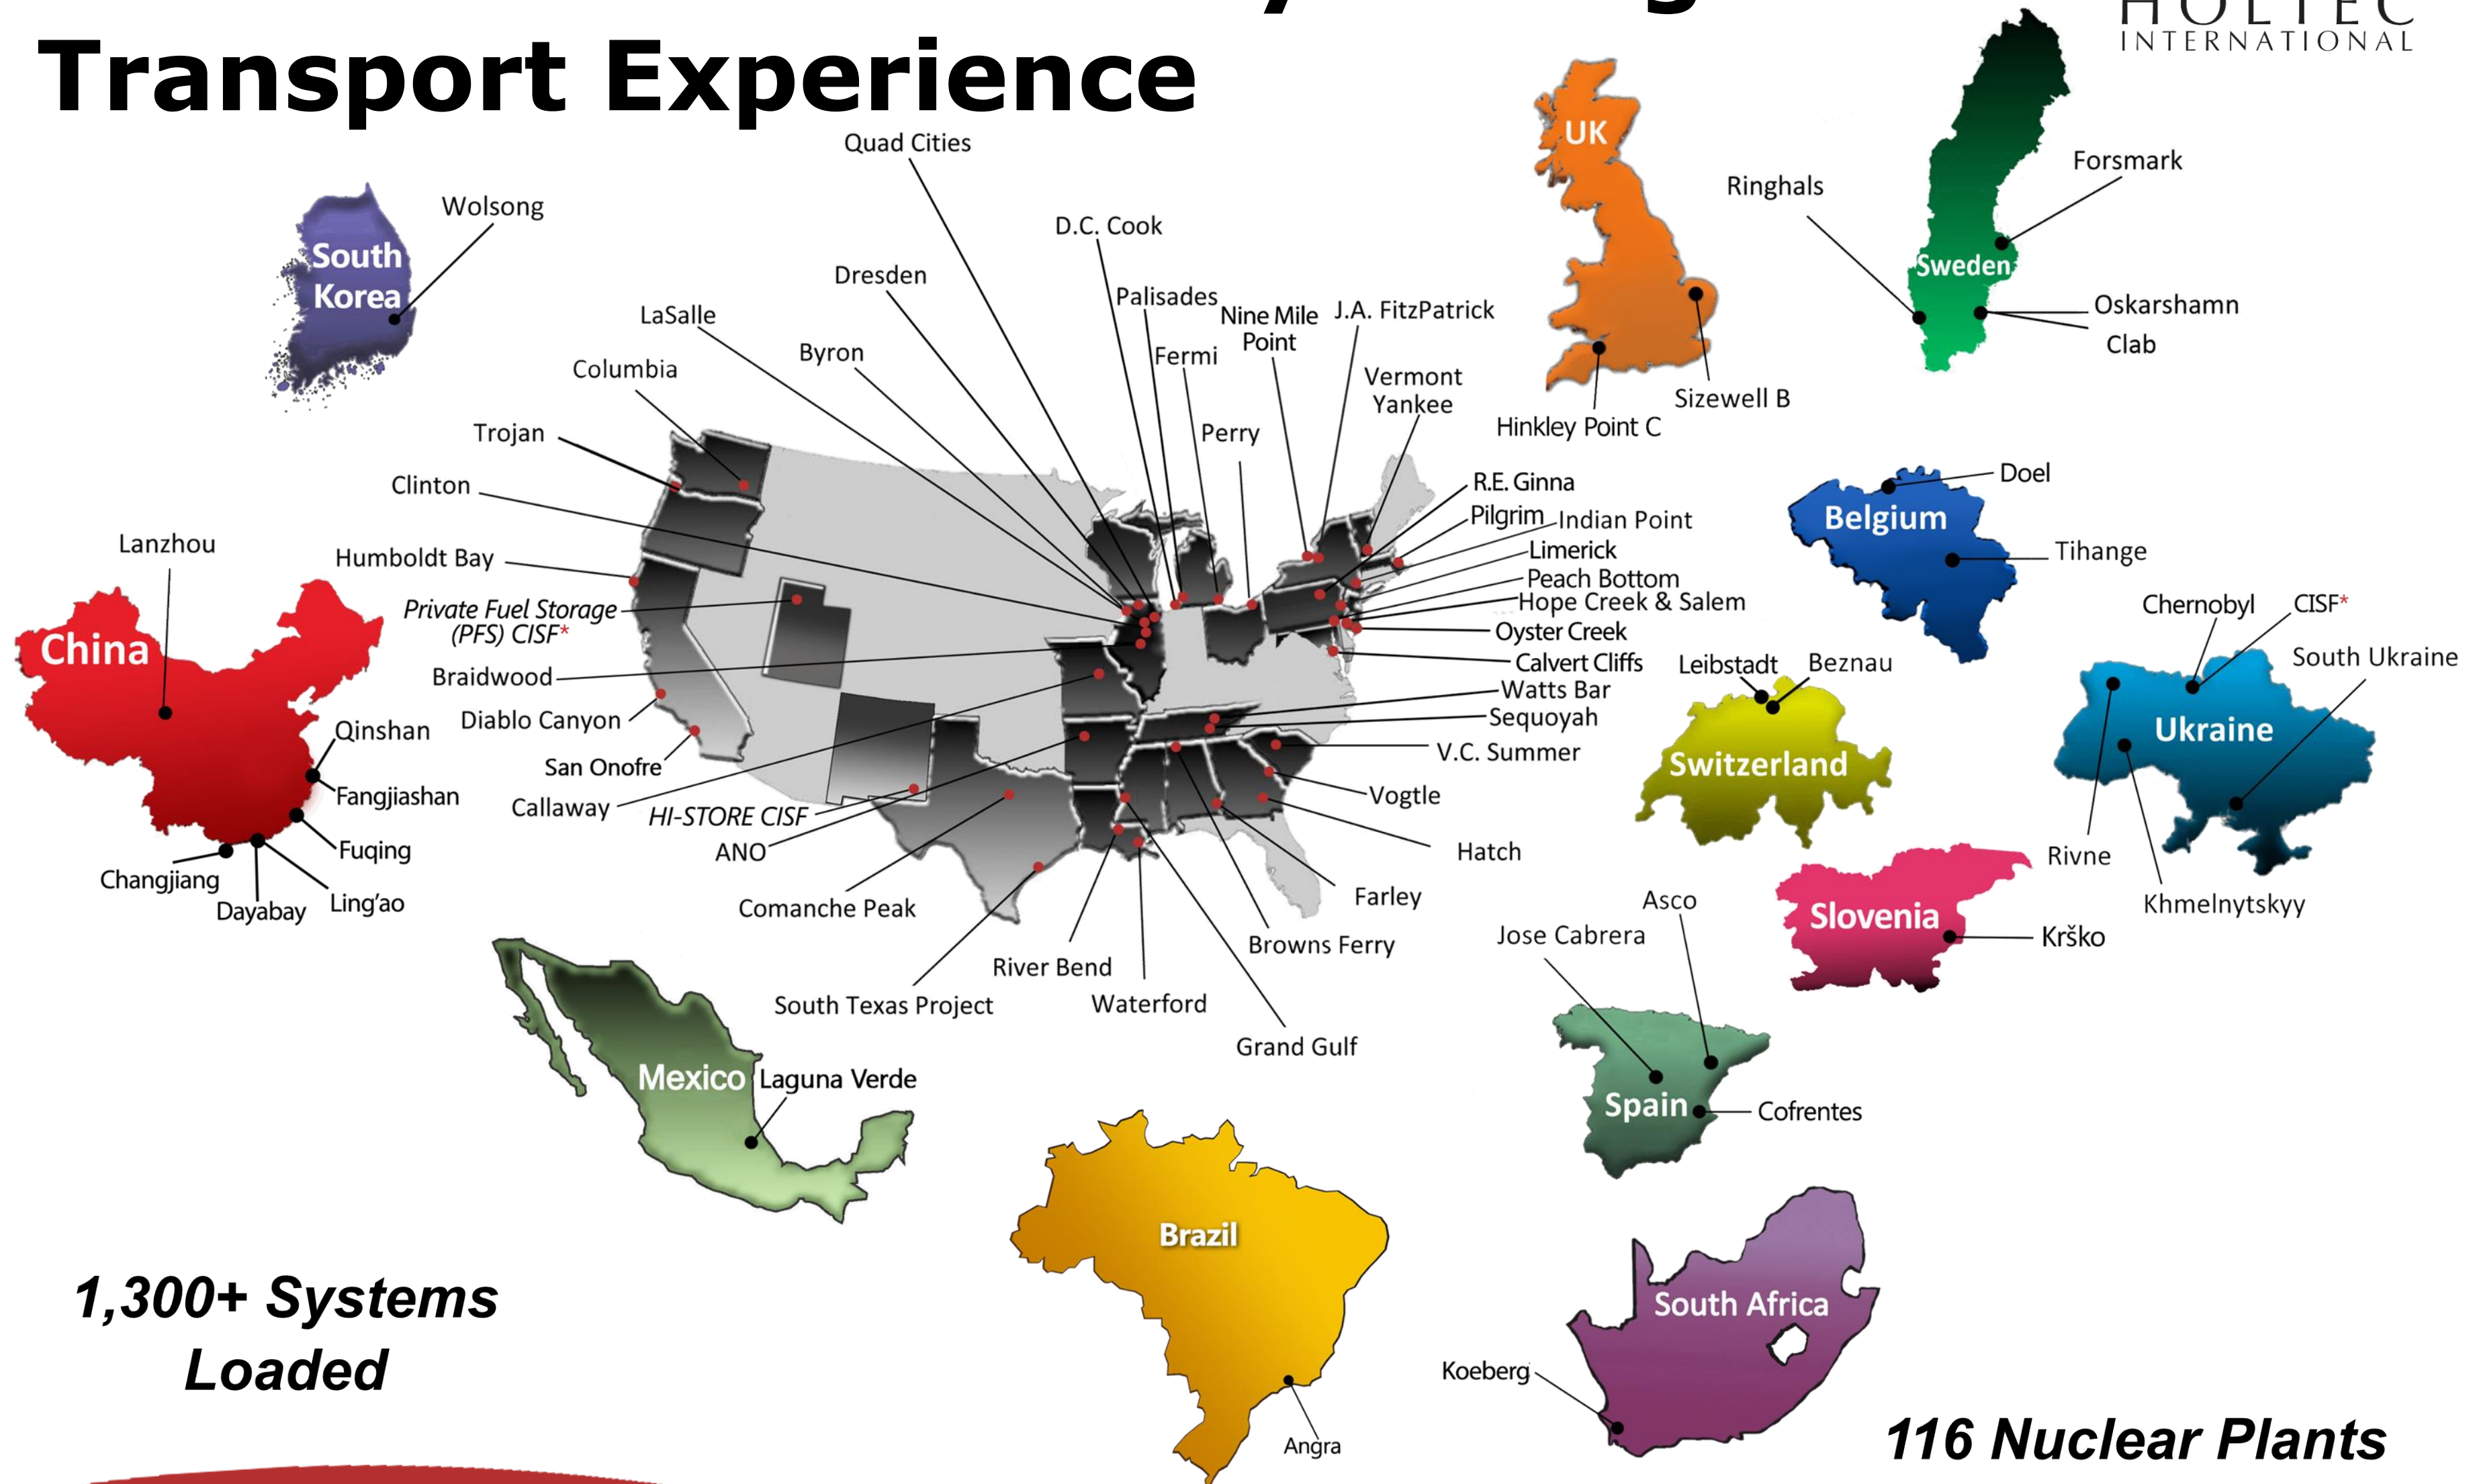 Transport Experience
HOLTEC
INTERNATIONAL
Quad Cities
D.C. Cook
Dresden
Palisades
Nine Mile
Point
J.A. FitzPatrick
LaSalle
Byron
Fermi
Columbia
Vermont
Yankee
Trojan
Perry
Clinton
R.E. Ginna
Pilgrim
Indian Point
Limerick
Peach Bottom
Hope Creek & Salem
Oyster Creek
Calvert Cliffs
Watts Bar
Sequoyah
V.C. Summer
Vogtle
Hatch
Farley
Browns Ferry
Grand Gulf
Waterford
River Bend
South Texas Project
Comanche Peak
ANO
HI-STORE CISF
Callaway
San Onofre
Diablo Canyon
Braidwood
Private Fuel Storage
(PFS) CISF*
Humboldt Bay
South
Korea
Wolsong
China
Lanzhou
Qinshan
Fangjiashan
Fuqing
Ling'ao
Dayabay
Changjiang
UK
Sizewell B
Hinkley Point C
Sweden
Ringhals
Forsmark
Oskarshamn
Clab
Belgium
Doel
Tihange
Switzerland
Leibstadt
Beznau
Ukraine
Chernobyl
CISF*
South Ukraine
Rivne
Khmelnytskyy
Slovenia
Krško
Spain
Jose Cabrera
Asco
Cofrentes
Mexico
Laguna Verde
Brazil
Angra
South Africa
Koeberg
1,300+ Systems
Loaded
116 Nuclear Plants